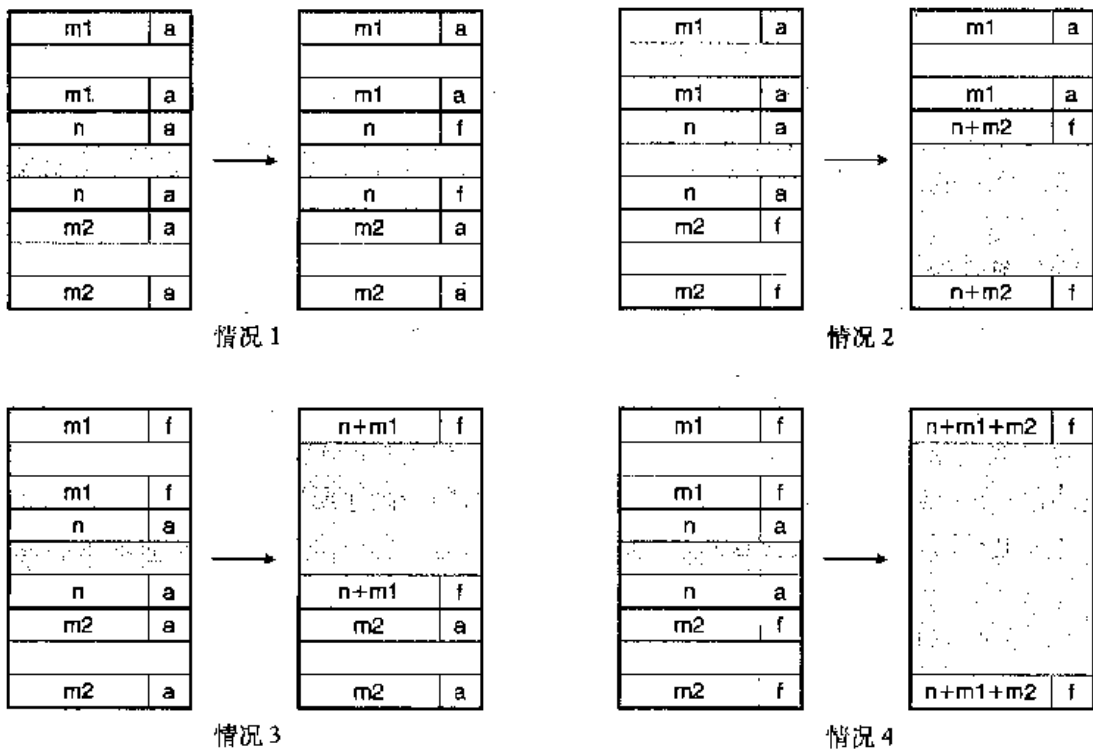 m1 a
m1 a
n a
n a
m2 a
m2 a
m1 a
m1 a
n f
n f
m2 a
m2 a
情况 1
m1 a
m1 a
n a
n a
m2 f
m2 f
m1 a
m1 a
n+m2 f
n+m2 f
情况 2
m1 f
m1 f
n a
n a
m2 a
m2 a
n+m1 f
n+m1 f
m2 a
m2 a
情况 3
m1 f
m1 f
n a
n a
m2 f
m2 f
n+m1+m2 f
n+m1+m2 f
情况 4